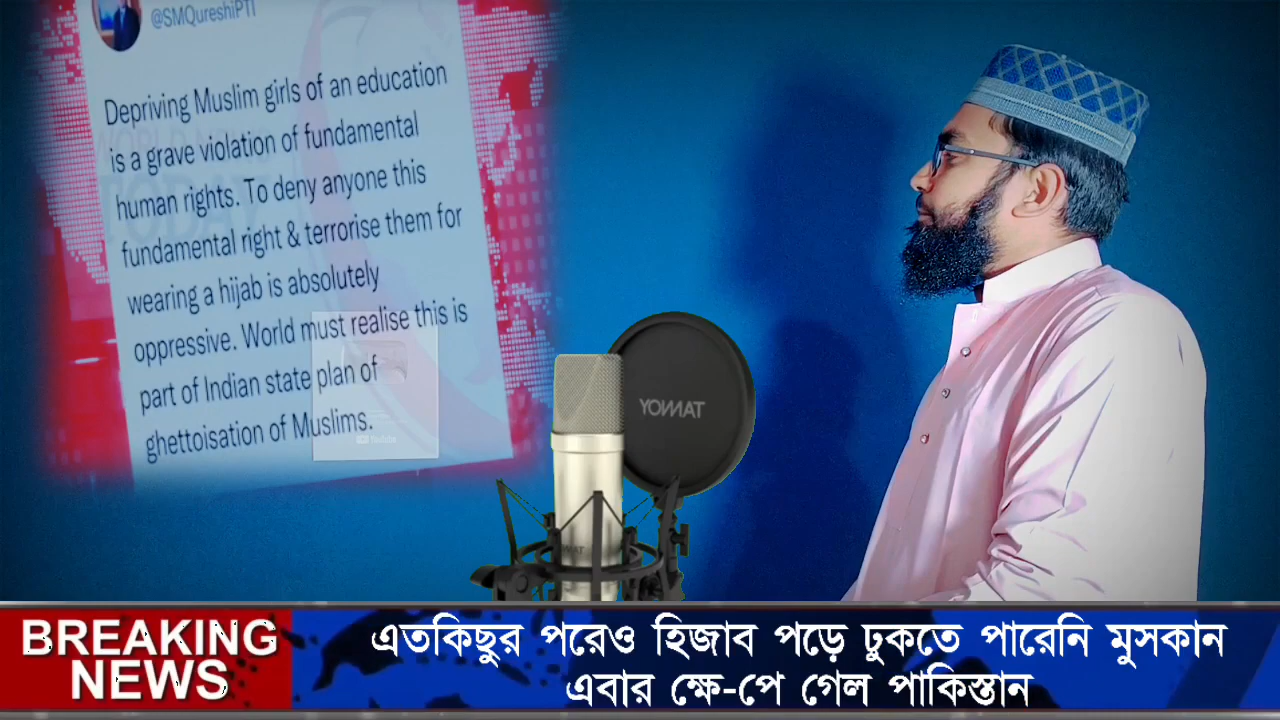 @SMQureshiPTI
Depriving Muslim girls of an education
is a grave violation of fundamental
human rights. To deny anyone this
fundamental right & terrorise them for
wearing a hijab is absolutely
oppressive. World must realise this is
part of Indian state plan of
ghettoisation of Muslims.
YouTube
YOMAT
BREAKING
NEWS
এতকিছুর পরেও হিজাব পড়ে ঢুকতে পারেনি মুসকান
এবার ক্ষে-পে গেল পাকিস্তান